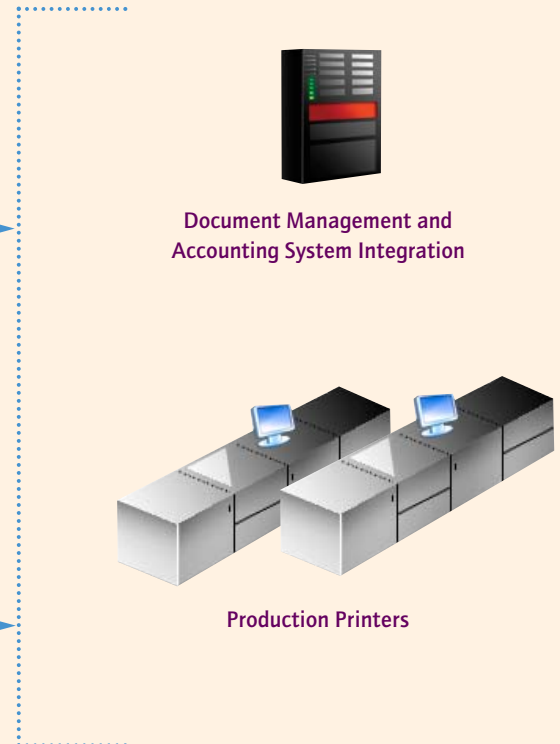 Document Management and
Accounting System Integration
Production Printers